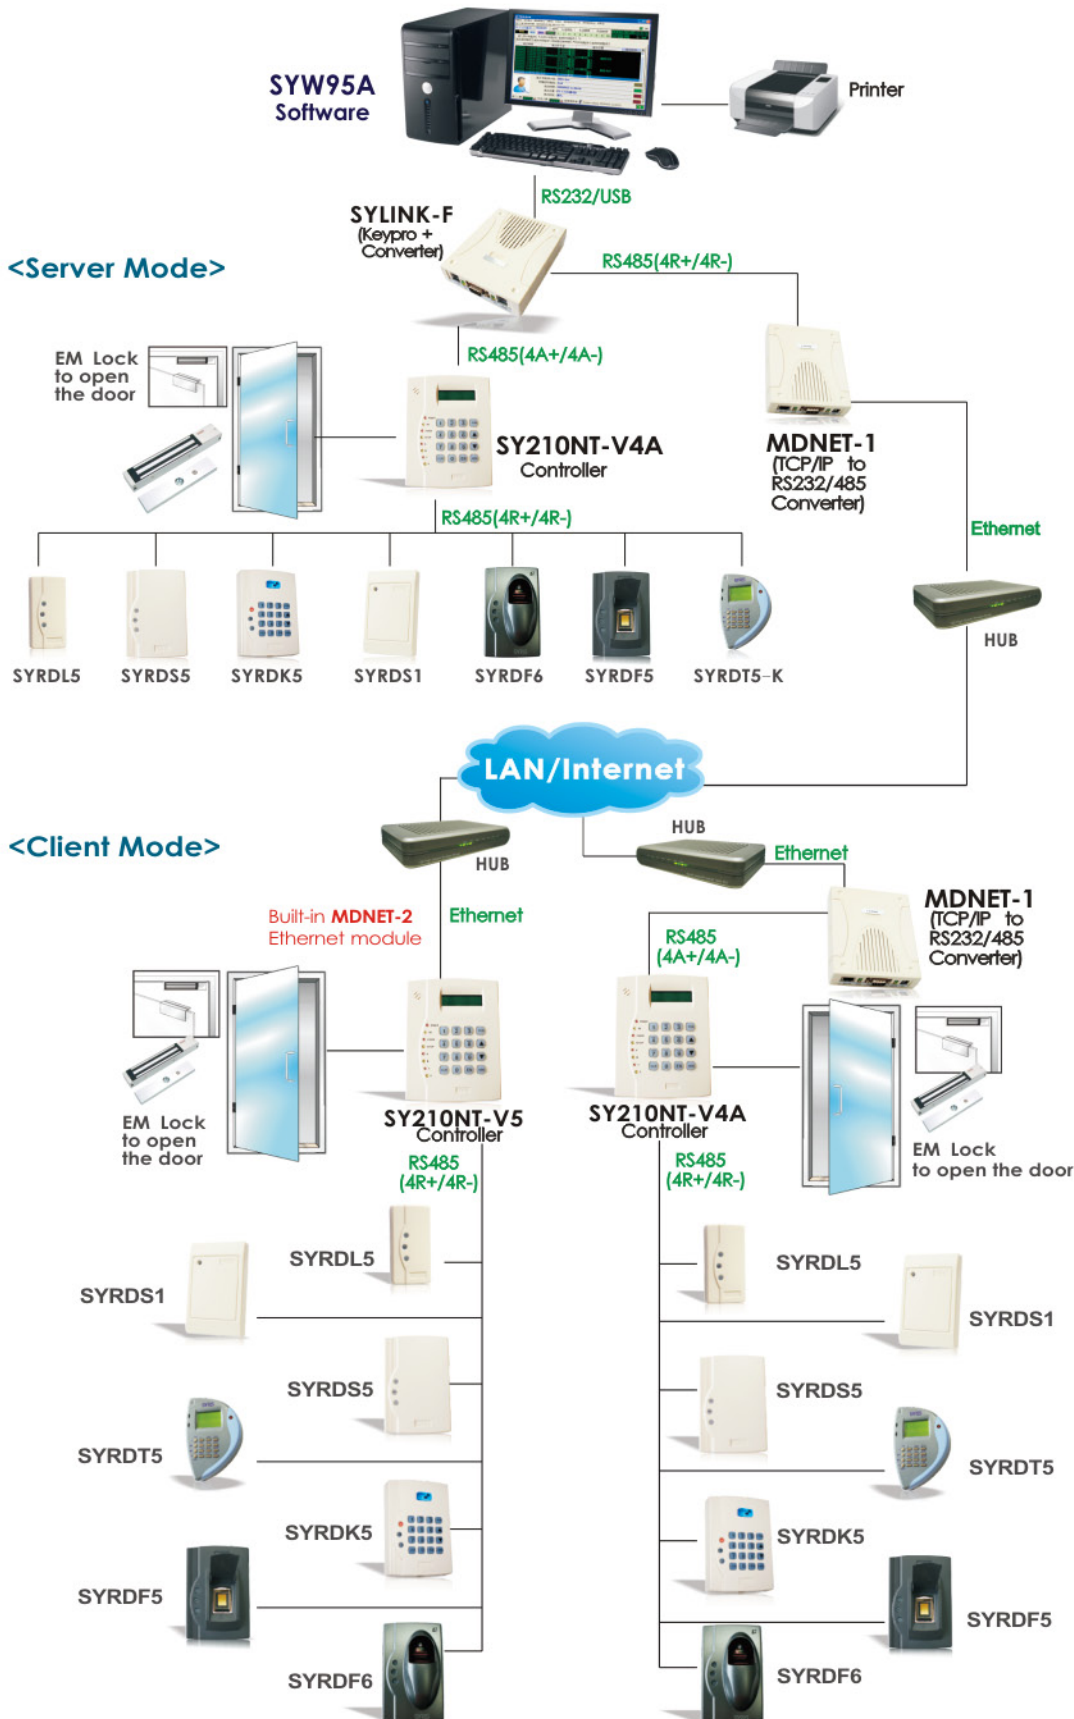 SYW95A
Software
Printer
RS232/USB
SYLINK-F
(Keypro +
Converter)
<Server Mode>
RS485(4R+/4R-)
EM Lock
to open
the door
RS485(4A+/4A-)
SY210NT-V4A
Controller
MDNET-1
(TCP/IP to
RS232/485
Converter)
RS485(4R+/4R-)
Ethernet
HUB
SYRDL5
SYRDS5
SYRDK5
SYRDS1
SYRDF6
SYRDF5
SYRDT5-K
LAN/Internet
<Client Mode>
HUB
HUB
Ethernet
Built-in MDNET-2
Ethernet module
Ethernet
MDNET-1
(TCP/IP to
RS232/485
Converter)
RS485
(4A+/4A-)
EM Lock
to open
the door
SY210NT-V5
Controller
SY210NT-V4A
Controller
EM Lock
to open the door
RS485
(4R+/4R-)
RS485
(4R+/4R-)
SYRDL5
SYRDS1
SYRDS5
SYRDT5
SYRDK5
SYRDF5
SYRDF6
SYRDL5
SYRDS1
SYRDS5
SYRDT5
SYRDK5
SYRDF5
SYRDF6